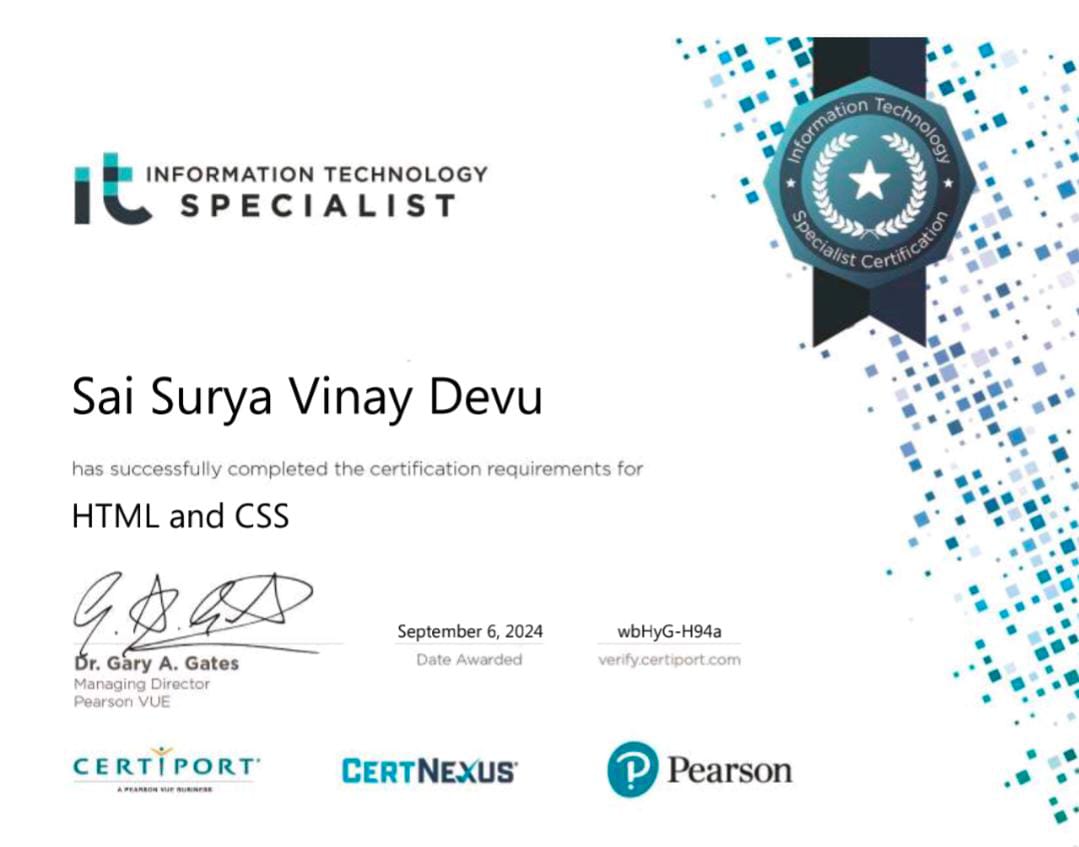 it INFORMATION TECHNOLOGY
SPECIALIST
Information Technology
Specialist Certification
Sai Surya Vinay Devu
has successfully completed the certification requirements for
HTML and CSS
Dr. Gary A. Gates
Managing Director
Pearson VUE
September 6, 2024
Date Awarded
wbHyG-H94a
verify.certiport.com
CERTIPORT
A PEARSON VUE BUSINESS
CERTNEXUS
P Pearson